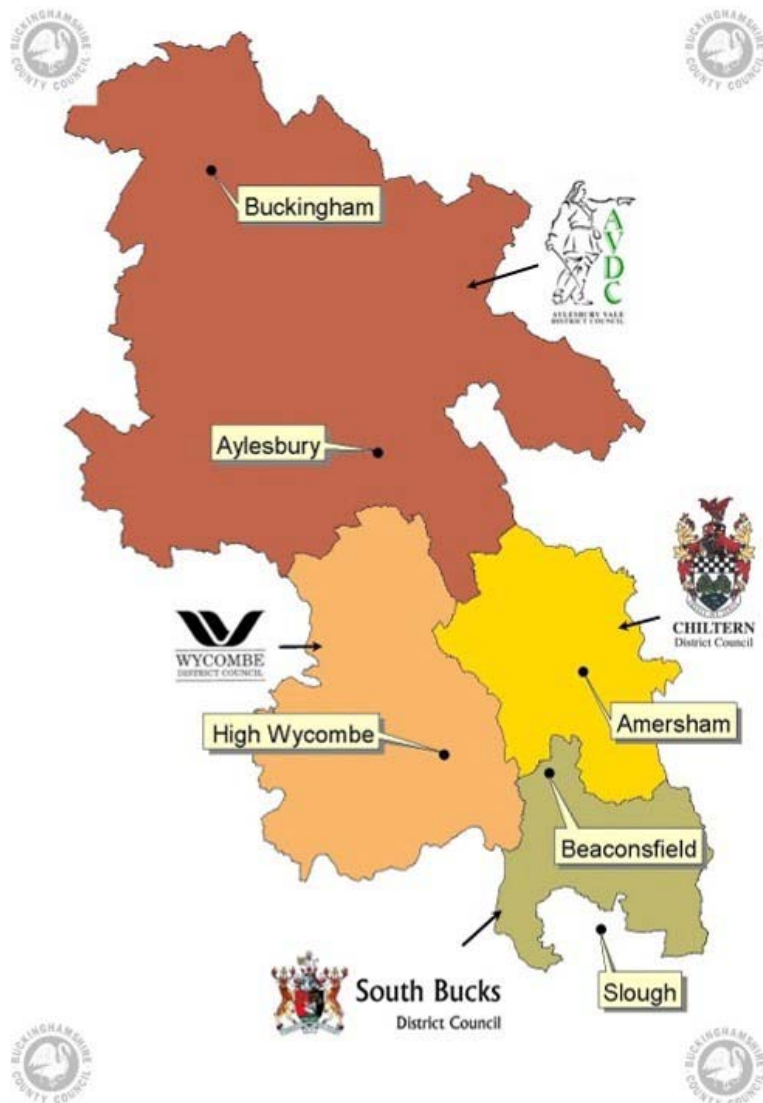 BUCKINGHAMSHIRE
COUNTY COUNCIL
BUCKINGHAMSHIRE
COUNTY COUNCIL
Buckingham
AVDC
AYLESBURY VALE
DISTRICT COUNCIL
Aylesbury
CHILTERN
District Council
WYCOMBE
DISTRICT COUNCIL
High Wycombe
Amersham
Beaconsfield
South Bucks
District Council
Slough
BUCKINGHAMSHIRE
COUNTY COUNCIL
BUCKINGHAMSHIRE
COUNTY COUNCIL